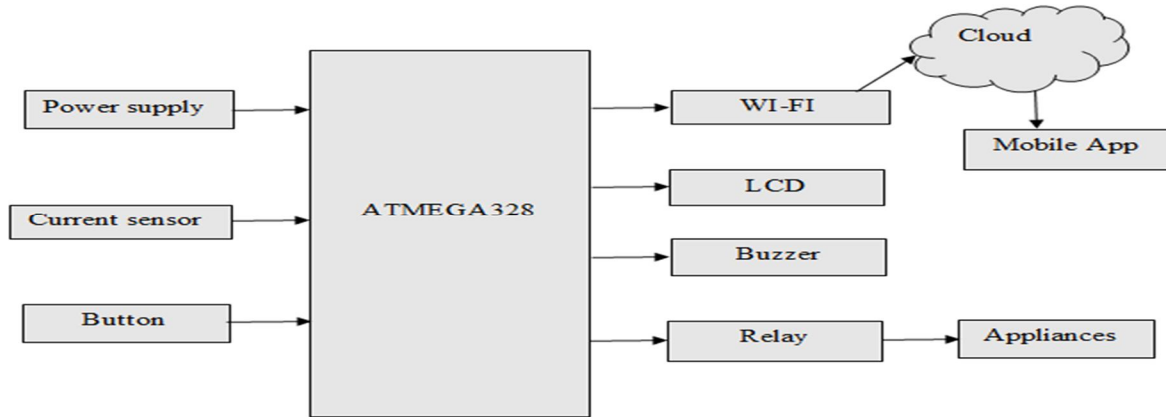 Power supply
Current sensor
Button
ATMEGA328
WI-FI
Cloud
Mobile App
LCD
Buzzer
Relay
Appliances